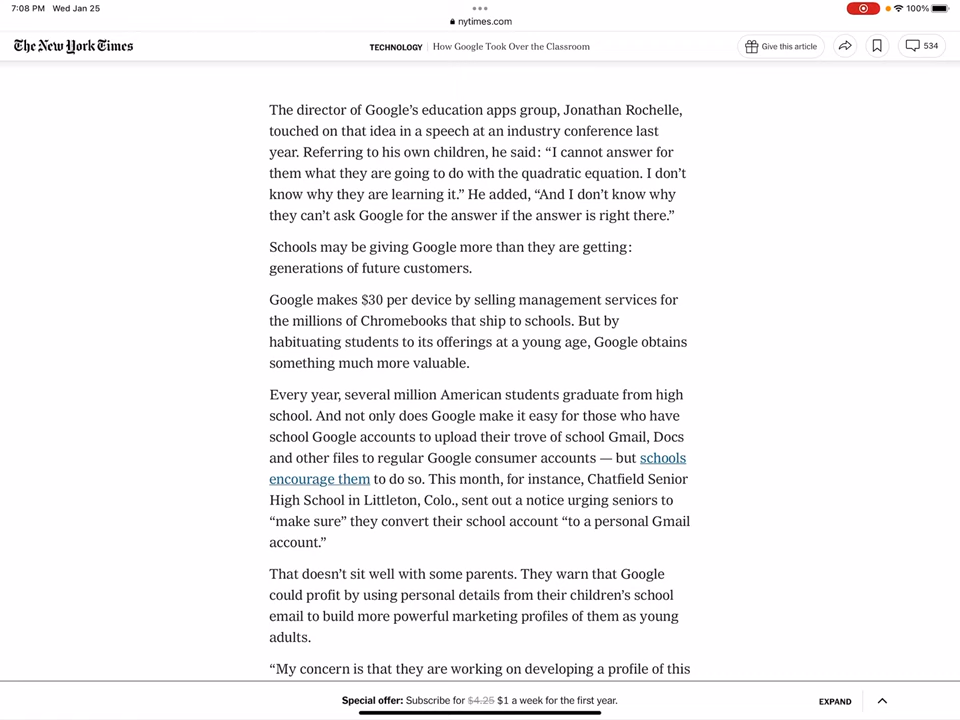 7:08 PM Wed Jan 25
100%
nytimes.com
The New York Times
TECHNOLOGY | How Google Took Over the Classroom
Give this article
534
The director of Google’s education apps group, Jonathan Rochelle,
touched on that idea in a speech at an industry conference last
year. Referring to his own children, he said: “I cannot answer for
them what they are going to do with the quadratic equation. I don’t
know why they are learning it.” He added, “And I don’t know why
they can’t ask Google for the answer if the answer is right there.”
Schools may be giving Google more than they are getting:
generations of future customers.
Google makes $30 per device by selling management services for
the millions of Chromebooks that ship to schools. But by
habituating students to its offerings at a young age, Google obtains
something much more valuable.
Every year, several million American students graduate from high
school. And not only does Google make it easy for those who have
school Google accounts to upload their trove of school Gmail, Docs
and other files to regular Google consumer accounts — but schools
encourage them to do so. This month, for instance, Chatfield Senior
High School in Littleton, Colo., sent out a notice urging seniors to
“make sure” they convert their school account “to a personal Gmail
account.”
That doesn’t sit well with some parents. They warn that Google
could profit by using personal details from their children’s school
email to build more powerful marketing profiles of them as young
adults.
“My concern is that they are working on developing a profile of this
Special offer: Subscribe for $4.25 $1 a week for the first year.
EXPAND